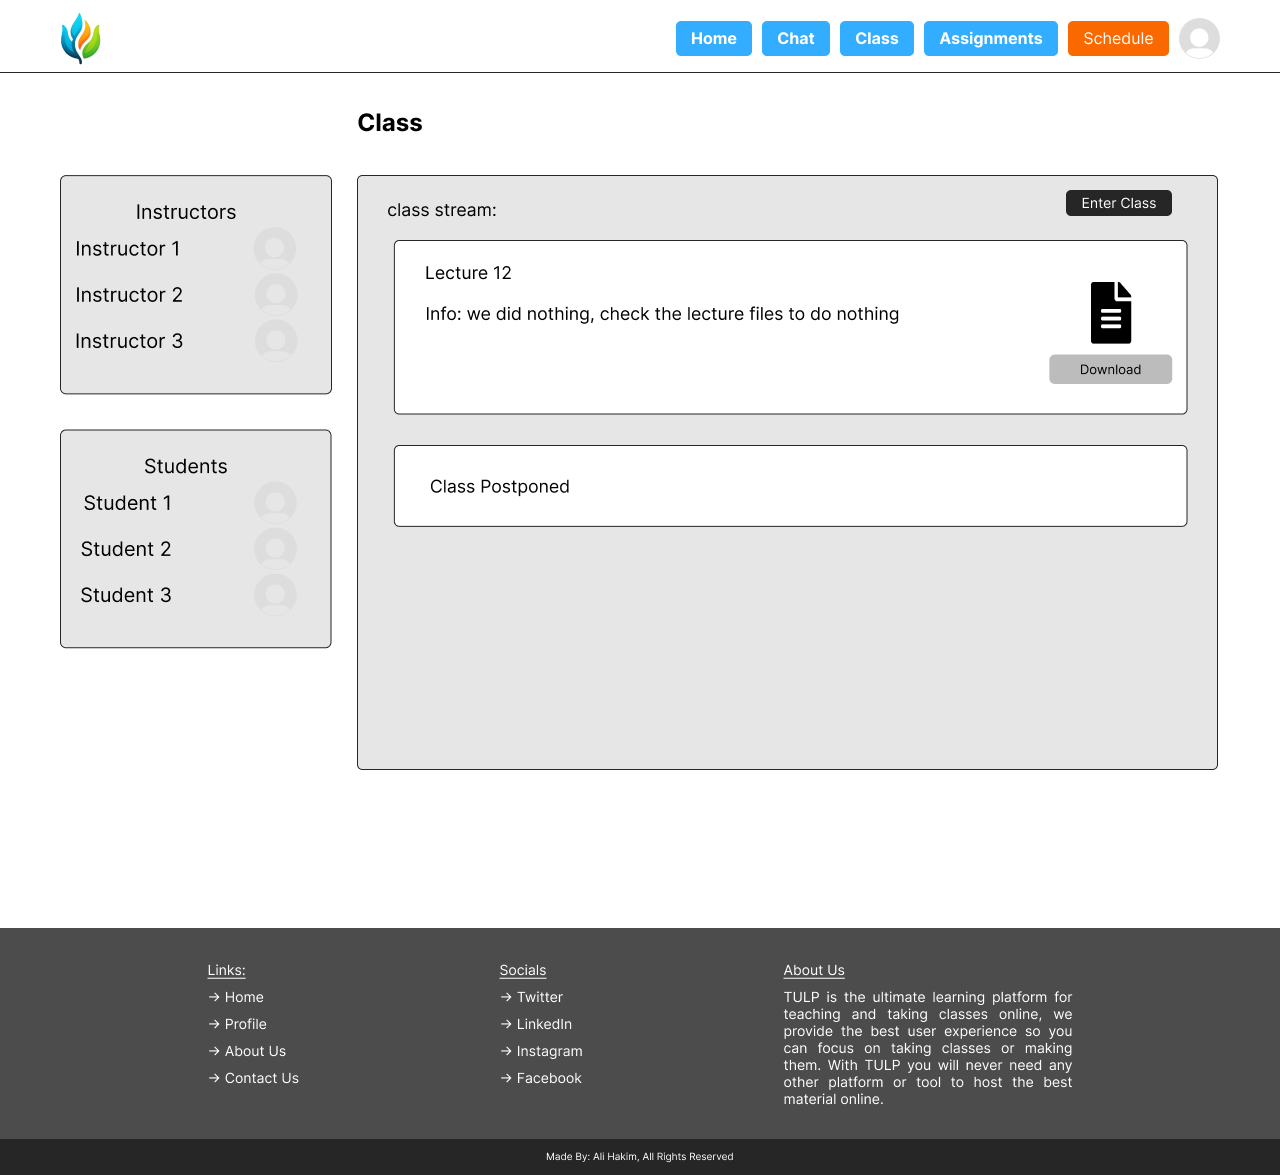 Home
Chat
Class
Assignments
Schedule
Class
Instructors
Instructor 1
Instructor 2
Instructor 3
Students
Student 1
Student 2
Student 3
class stream:
Enter Class
Lecture 12
Info: we did nothing, check the lecture files to do nothing
Download
Class Postponed
Links:
→ Home
→ Profile
→ About Us
→ Contact Us
Socials
→ Twitter
→ LinkedIn
→ Instagram
→ Facebook
About Us
TULP is the ultimate learning platform for
teaching and taking classes online, we
provide the best user experience so you
can focus on taking classes or making
them. With TULP you will never need any
other platform or tool to host the best
material online.
Made By: Ali Hakim, All Rights Reserved